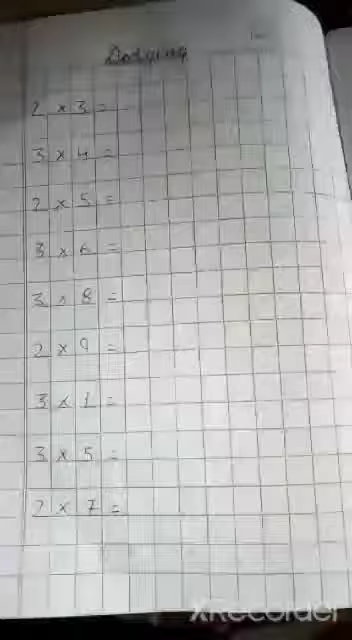 Dodging
2 × 3 =
3 × 4 =
2 × 5 =
3 × 6 =
3 × 8 =
2 × 9 =
3 × 1 =
3 × 5 =
2 × 7 =
XRecorder